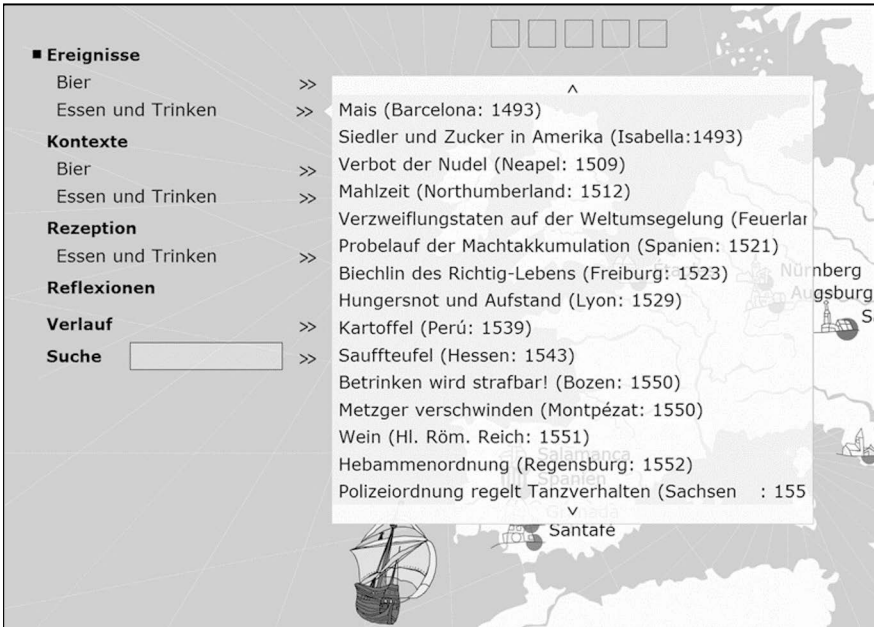 Ereignisse
Bier >>
Essen und Trinken >>
Kontexte
Bier >>
Essen und Trinken >>
Rezeption
Essen und Trinken >>
Reflexionen
Verlauf >>
Suche >>
Mais (Barcelona: 1493)
Siedler und Zucker in Amerika (Isabella:1493)
Verbot der Nudel (Neapel: 1509)
Mahlzeit (Northumberland: 1512)
Verzweiflungstaten auf der Weltumsegelung (Feuerlar
Probelauf der Machtakkumulation (Spanien: 1521)
Biechlin des Richtig-Lebens (Freiburg: 1523)
Hungersnot und Aufstand (Lyon: 1529)
Kartoffel (Perú: 1539)
Sauffteufel (Hessen: 1543)
Betrinken wird strafbar! (Bozen: 1550)
Metzger verschwinden (Montpézat: 1550)
Wein (Hl. Röm. Reich: 1551)
Hebammenordnung (Regensburg: 1552)
Polizeiordnung regelt Tanzverhalten (Sachsen : 155
Nürnberg
Augsburg
S
Salamanca
Spanien
Granada
Santafé